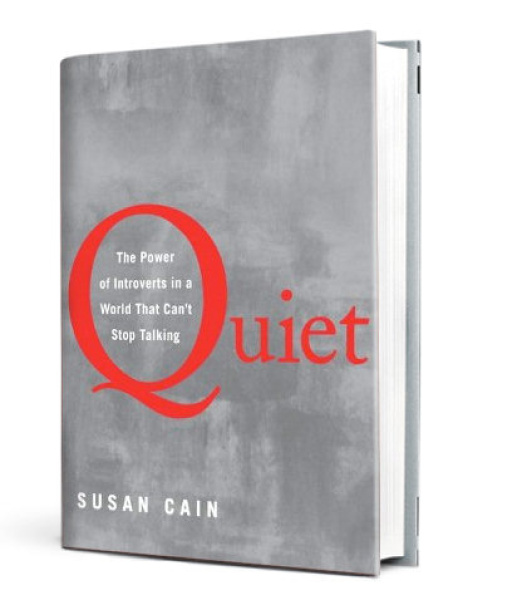 The Power
of Introverts in a
World That Can't
Stop Talking
Quiet
SUSAN CAIN